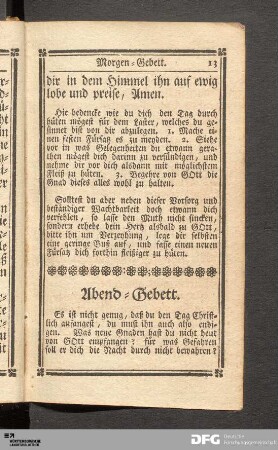 Morgen-Gebett. 13
dir in dem Himmel ihn auf ewig
lobe und preise, Amen.
Hie bedencke wie du dich den Tag durch
hüten mögest für dem Laster, welches du ge-
sinnet bist von dir abzulegen. 1. Mache ei-
nen festen Fürsatz es zu meyden. 2. Siehe
vor in was Gelegenheiten du etwann gera-
then mögest dich darinn zu versündigen, und
nehme dir vor dich alsdann mit möglichstem
Fleiß zu hüten. 3. Begehre von GOtt die
Gnad dieses alles wohl zu halten.
Solltest du aber neben dieser Vorsorg und
beständiger Wachtbarkeit doch etwann dich
verfehlen, so lasse den Muth nicht sincken,
sondern erhebe dein Hertz alsbald zu GOtt,
bitte ihn um Verzeyhung, lege dir selbsten
eine geringe Buß auf, und fasse einen neuen
Fürsatz dich forthin fleißiger zu hüten.
Abend-Gebett.
Es ist nicht genug, daß du den Tag Christ-
lich anfangest, du must ihn auch also endi-
gen. Was neue Gnaden hast du nicht heut
von GOtt empfangen? für was Gefahren
soll er dich die Nacht durch nicht bewahren?
DFG